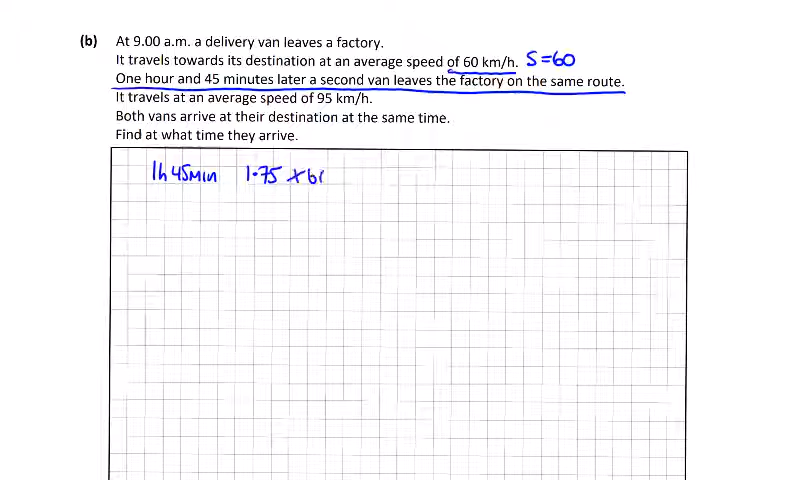 (b) At 9.00 a.m. a delivery van leaves a factory.
It travels towards its destination at an average speed of 60 km/h. S=60
One hour and 45 minutes later a second van leaves the factory on the same route.
It travels at an average speed of 95 km/h.
Both vans arrive at their destination at the same time.
Find at what time they arrive.
1h 45Min 1.75 x 6